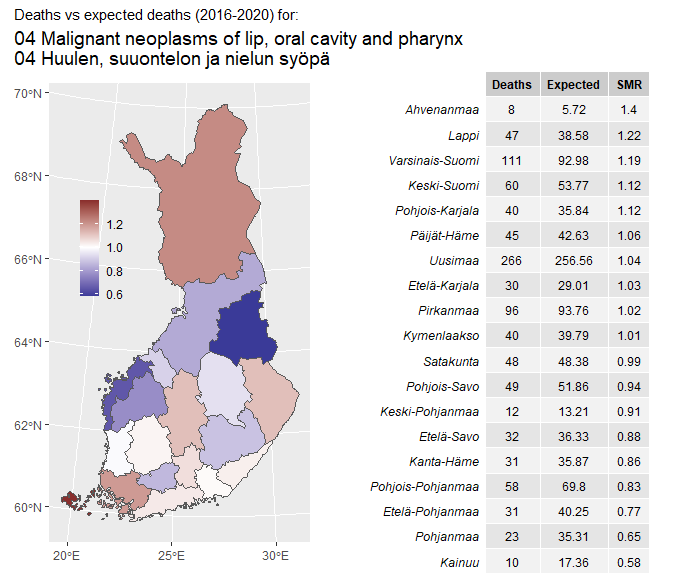 Deaths vs expected deaths (2016-2020) for:
04 Malignant neoplasms of lip, oral cavity and pharynx
04 Huulen, suuontelon ja nielun syöpä
70°N
68°N
66°N
64°N
62°N
60°N
20°E 25°E 30°E
1.2
1.0
0.8
0.6
Deaths Expected SMR
Ahvenanmaa 8 5.72 1.4
Lappi 47 38.58 1.22
Varsinais-Suomi 111 92.98 1.19
Keski-Suomi 60 53.77 1.12
Pohjois-Karjala 40 35.84 1.12
Päijät-Häme 45 42.63 1.06
Uusimaa 266 256.56 1.04
Etelä-Karjala 30 29.01 1.03
Pirkanmaa 96 93.76 1.02
Kymenlaakso 40 39.79 1.01
Satakunta 48 48.38 0.99
Pohjois-Savo 49 51.86 0.94
Keski-Pohjanmaa 12 13.21 0.91
Etelä-Savo 32 36.33 0.88
Kanta-Häme 31 35.87 0.86
Pohjois-Pohjanmaa 58 69.8 0.83
Etelä-Pohjanmaa 31 40.25 0.77
Pohjanmaa 23 35.31 0.65
Kainuu 10 17.36 0.58